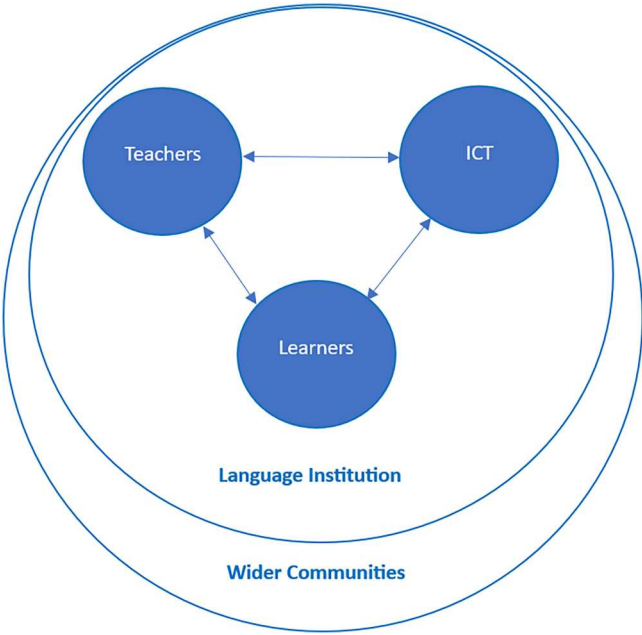 Teachers
ICT
Learners
Language Institution
Wider Communities